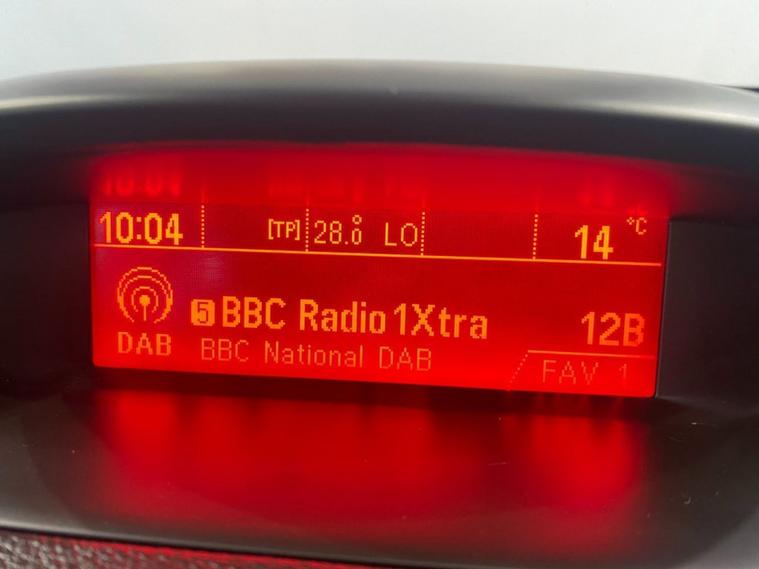 10:04 [TP] 28.0 LO 14 °C
5 BBC Radio 1Xtra 12B
DAB BBC National DAB FAV 1